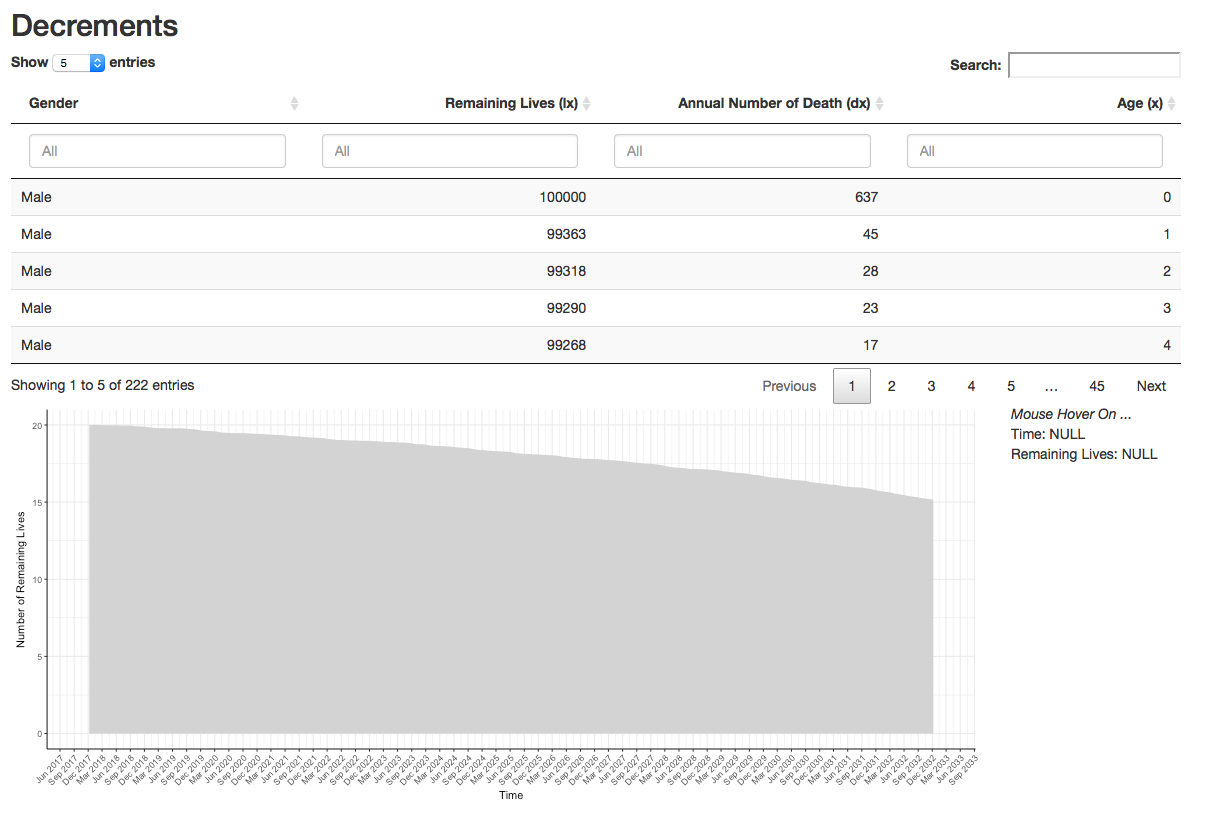 Decrements
Show 5 entries
Search:
Gender Remaining Lives (lx) Annual Number of Death (dx) Age (x)
All All All All
Male 100000 637 0
Male 99363 45 1
Male 99318 28 2
Male 99290 23 3
Male 99268 17 4
Showing 1 to 5 of 222 entries
Previous 1 2 3 4 5 ... 45 Next
Mouse Hover On ...
Time: NULL
Remaining Lives: NULL
Number of Remaining Lives
20
15
10
5
0
Jun 2017 Sep 2017 Dec 2017 Mar 2018 Jun 2018 Sep 2018 Dec 2018 Mar 2019 Jun 2019 Sep 2019 Dec 2019 Mar 2020 Jun 2020 Sep 2020 Dec 2020 Mar 2021 Jun 2021 Sep 2021 Dec 2021 Mar 2022 Jun 2022 Sep 2022 Dec 2022 Mar 2023 Jun 2023 Sep 2023 Dec 2023 Mar 2024 Jun 2024 Sep 2024 Dec 2024 Mar 2025 Jun 2025 Sep 2025 Dec 2025 Mar 2026 Jun 2026 Sep 2026 Dec 2026 Mar 2027 Jun 2027 Sep 2027 Dec 2027 Mar 2028 Jun 2028 Sep 2028 Dec 2028 Mar 2029 Jun 2029 Sep 2029 Dec 2029 Mar 2030 Jun 2030 Sep 2030 Dec 2030 Mar 2031 Jun 2031 Sep 2031 Dec 2031 Mar 2032 Jun 2032 Sep 2032 Dec 2032 Mar 2033 Jun 2033 Sep 2033
Time